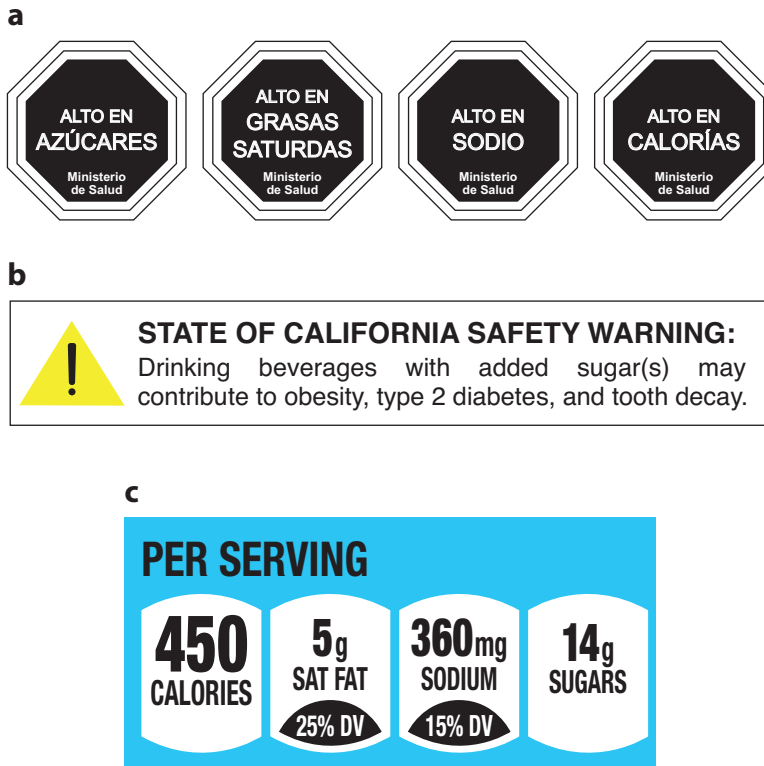 a
ALTO EN
AZÚCARES
Ministerio
de Salud
ALTO EN
GRASAS
SATURDAS
Ministerio
de Salud
ALTO EN
SODIO
Ministerio
de Salud
ALTO EN
CALORÍAS
Ministerio
de Salud
b
!
STATE OF CALIFORNIA SAFETY WARNING:
Drinking beverages with added sugar(s) may
contribute to obesity, type 2 diabetes, and tooth decay.
c
PER SERVING
450
CALORIES
5g
SAT FAT
25% DV
360mg
SODIUM
15% DV
14g
SUGARS